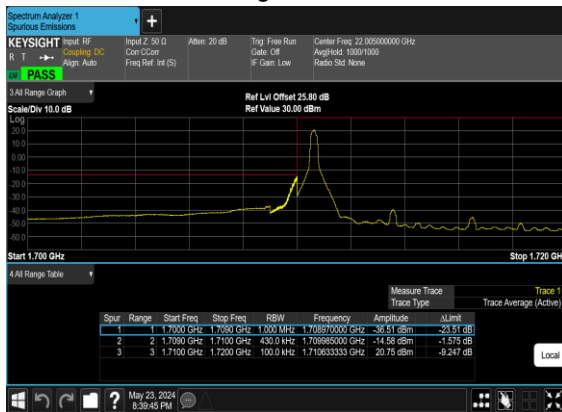 Spectrum Analyzer 1
Spurious Emissions
+
KEYSIGHT Input: RF Input Z: 50 Ω Atten: 20 dB Trig: Free Run Center Freq: 22.005000000 GHz
R T Coupling: DC Corr CCorr Gate: Off Avg|Hold: 1000/1000
Align: Auto Freq Ref: Int (S) IF Gain: Low Radio Std: None
PASS
3 All Range Graph
Ref Lvl Offset 25.80 dB
Scale/Div 10.0 dB Ref Value 30.00 dBm
Log
20.0
10.0
0.00
-10.0
-20.0
-30.0
-40.0
-50.0
-60.0
Start 1.700 GHz Stop 1.720 GH
4 All Range Table
Measure Trace Trace 1
Trace Type Trace Average (Active)
Spur Range Start Freq Stop Freq RBW Frequency Amplitude ΔLimit
1 1 1.7000 GHz 1.7090 GHz 1.000 MHz 1.708970000 GHz -36.51 dBm -23.51 dB
2 2 1.7090 GHz 1.7100 GHz 430.0 kHz 1.709985000 GHz -14.58 dBm -1.575 dB
3 3 1.7100 GHz 1.7200 GHz 100.0 kHz 1.710633333 GHz 20.75 dBm -9.247 dB
Local
? May 23, 2024
8:39:45 PM